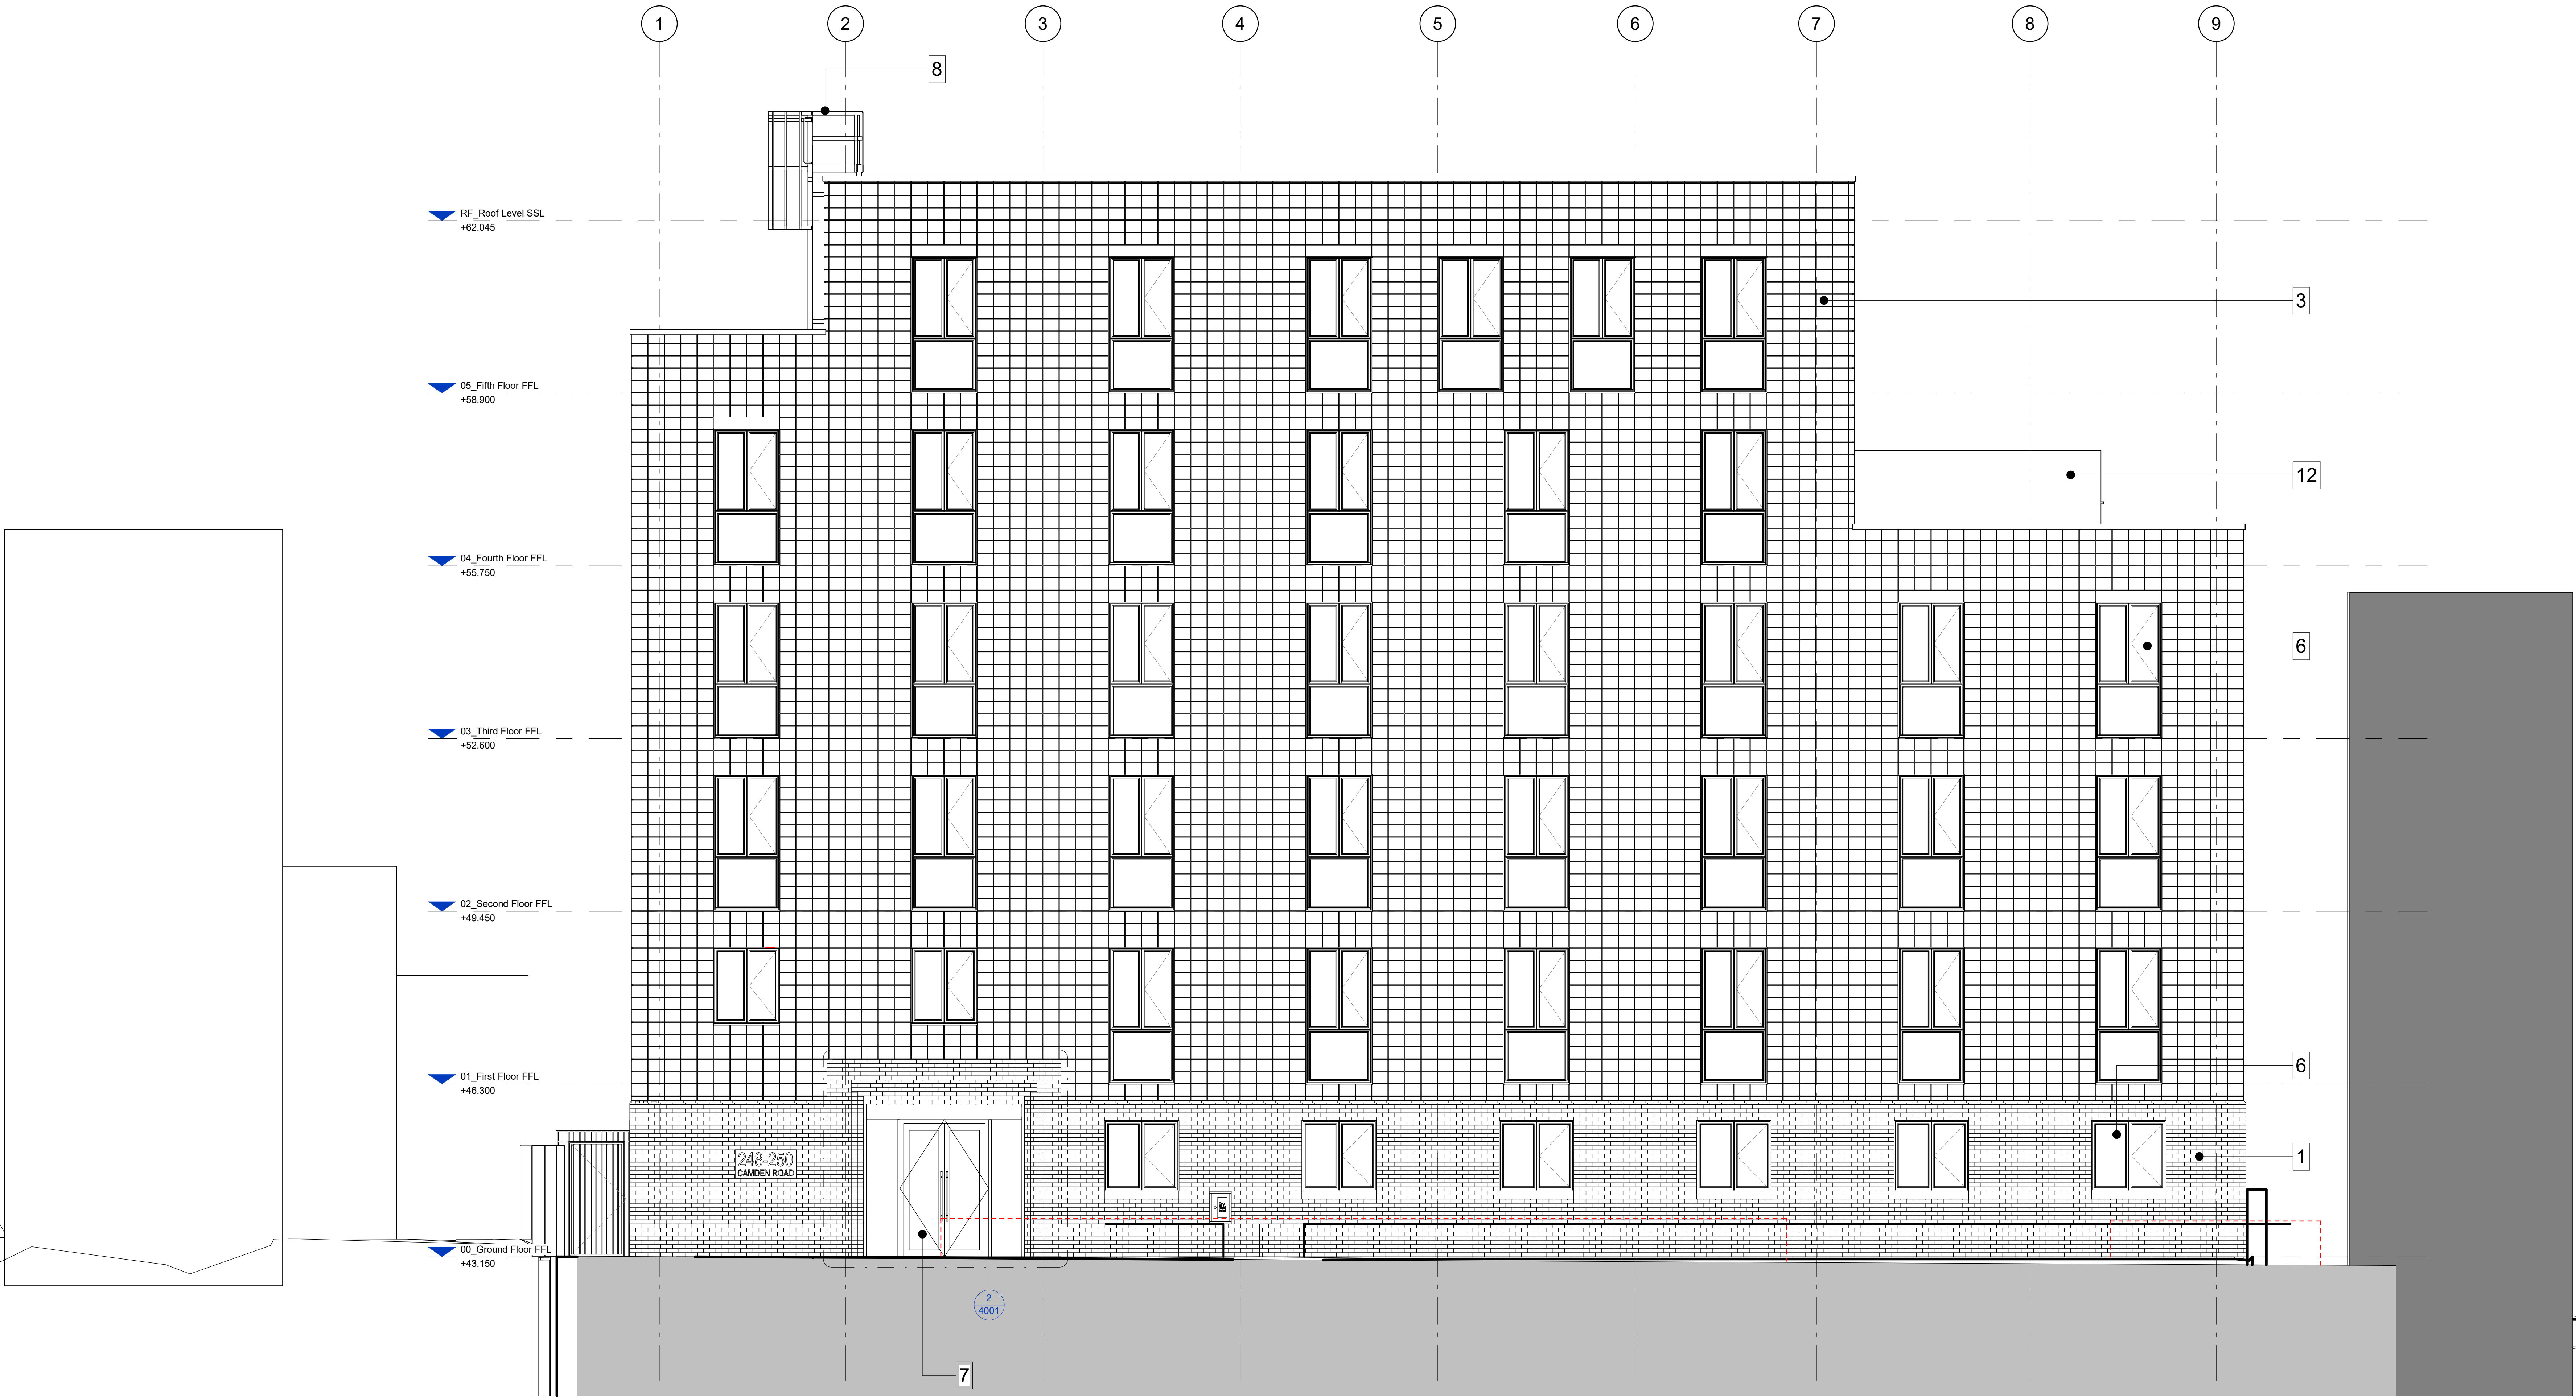 1 2 3 4 5 6 7 8 9
8
RF_Roof Level SSL
+62.045
3
05_Fifth Floor FFL
+58.900
12
04_Fourth Floor FFL
+55.750
6
03_Third Floor FFL
+52.600
02_Second Floor FFL
+49.450
6
01_First Floor FFL
+46.300
248-250
CAMDEN ROAD
1
00_Ground Floor FFL
+43.150
2
4001
7